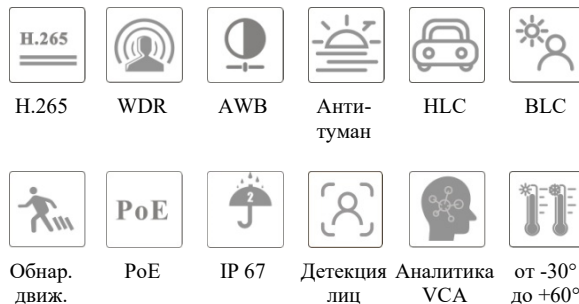 H.265
H.265 WDR AWB Анти- HLC BLC
туман
PoE 2
Обнар. PoE IP 67 Детекция Аналитика от -30°
движ. лиц VCA до +60°